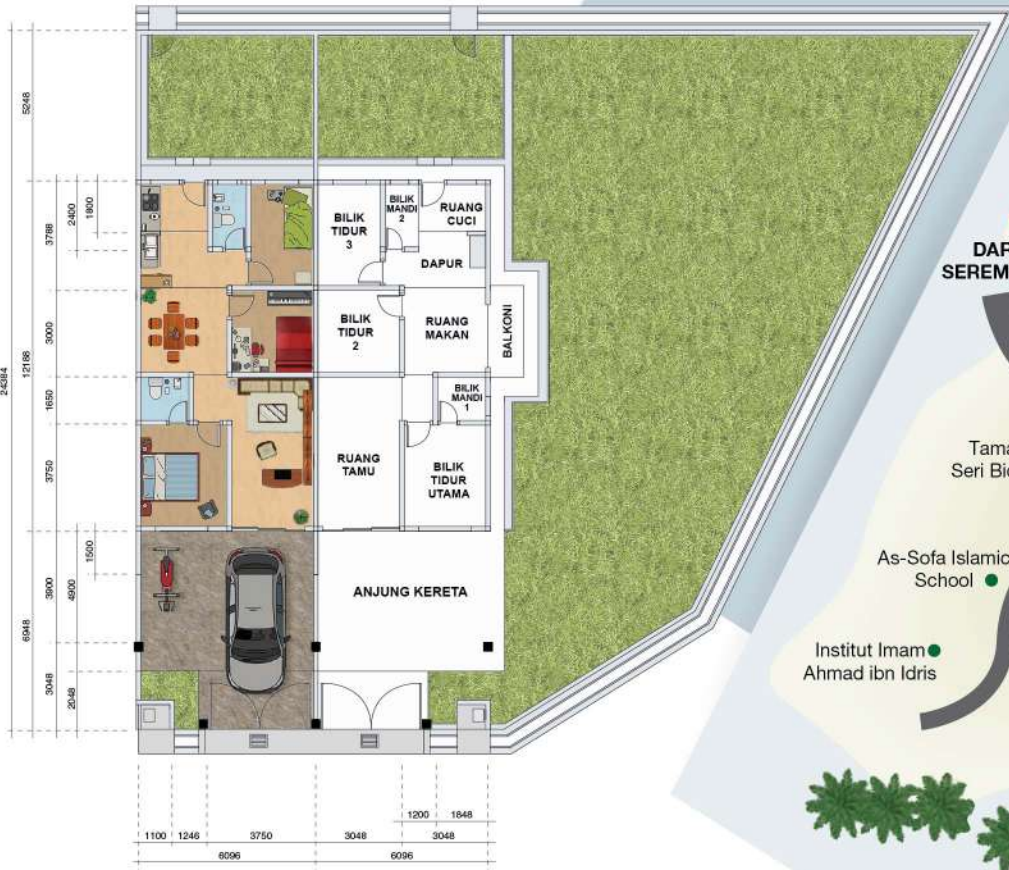 BILIK
TIDUR
3
BILIK
MANDI
2
RUANG
CUCI
DAPUR
BILIK
TIDUR
2
RUANG
MAKAN
BALKONI
BILIK
MANDI
1
RUANG
TAMU
BILIK
TIDUR
UTAMA
ANJUNG KERETA
24384
5248
12188
6948
3788
3000
1650
3750
3900
3048
2400
4900
2048
1800
1500
1200
1848
1100
1246
3750
3048
3048
6096
6096
DAR
SEREM
Tama
Seri Bid
As-Sofa Islamic
School
Institut Imam
Ahmad ibn Idris